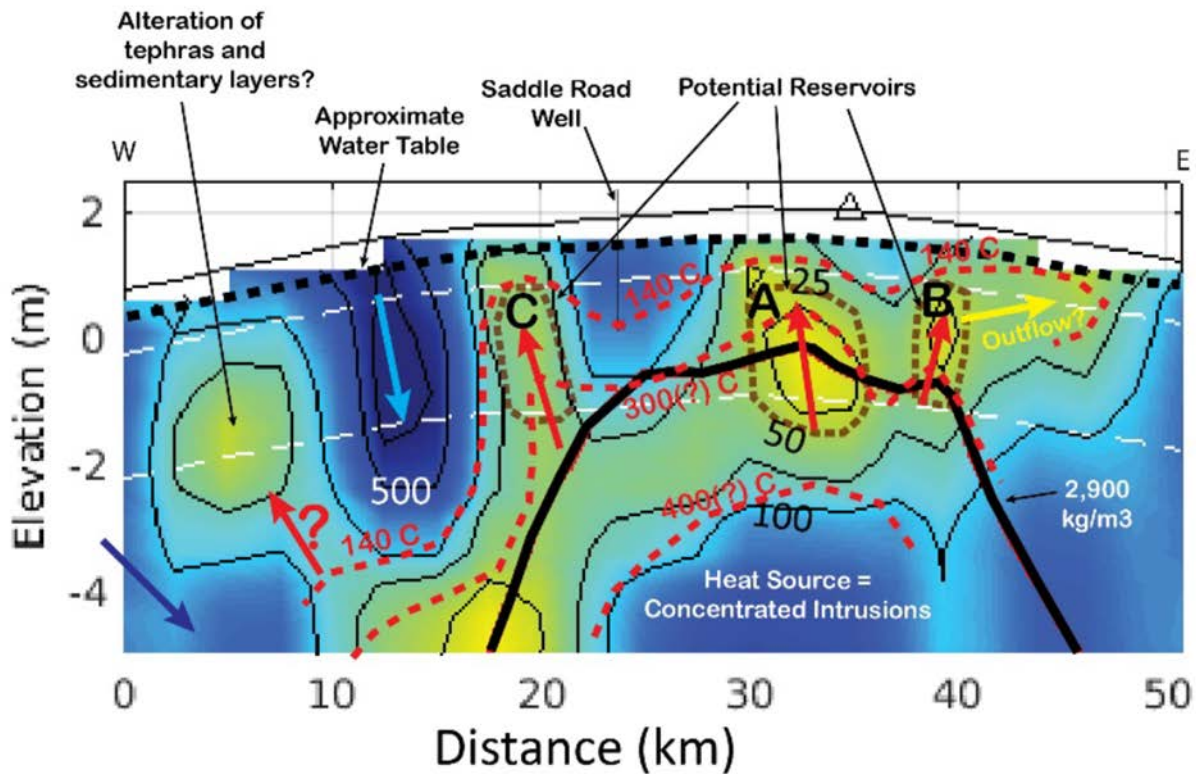 Alteration of
tephras and
sedimentary layers?
Approximate
Water Table
Saddle Road
Well
Potential Reservoirs
W
E
Elevation (m)
2
0
-2
-4
140 C
140 C
25
A
B
C
Outflow?
300(?) C
50
500
400(?) C
100
?
140 C
2,900
kg/m3
Heat Source =
Concentrated Intrusions
0
10
20
30
40
50
Distance (km)